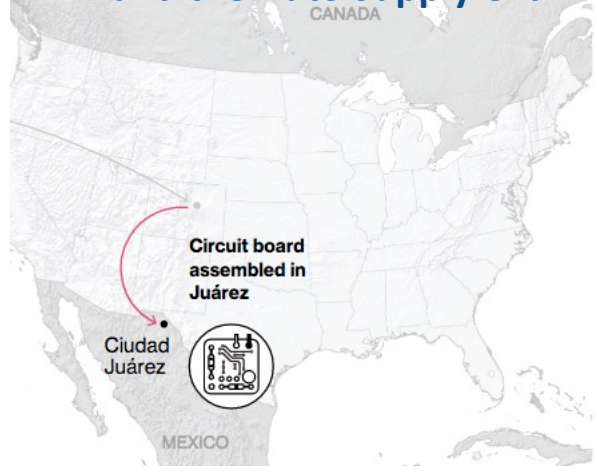 CANADA
Circuit board
assembled in
Juárez
Ciudad
Juárez
MEXICO